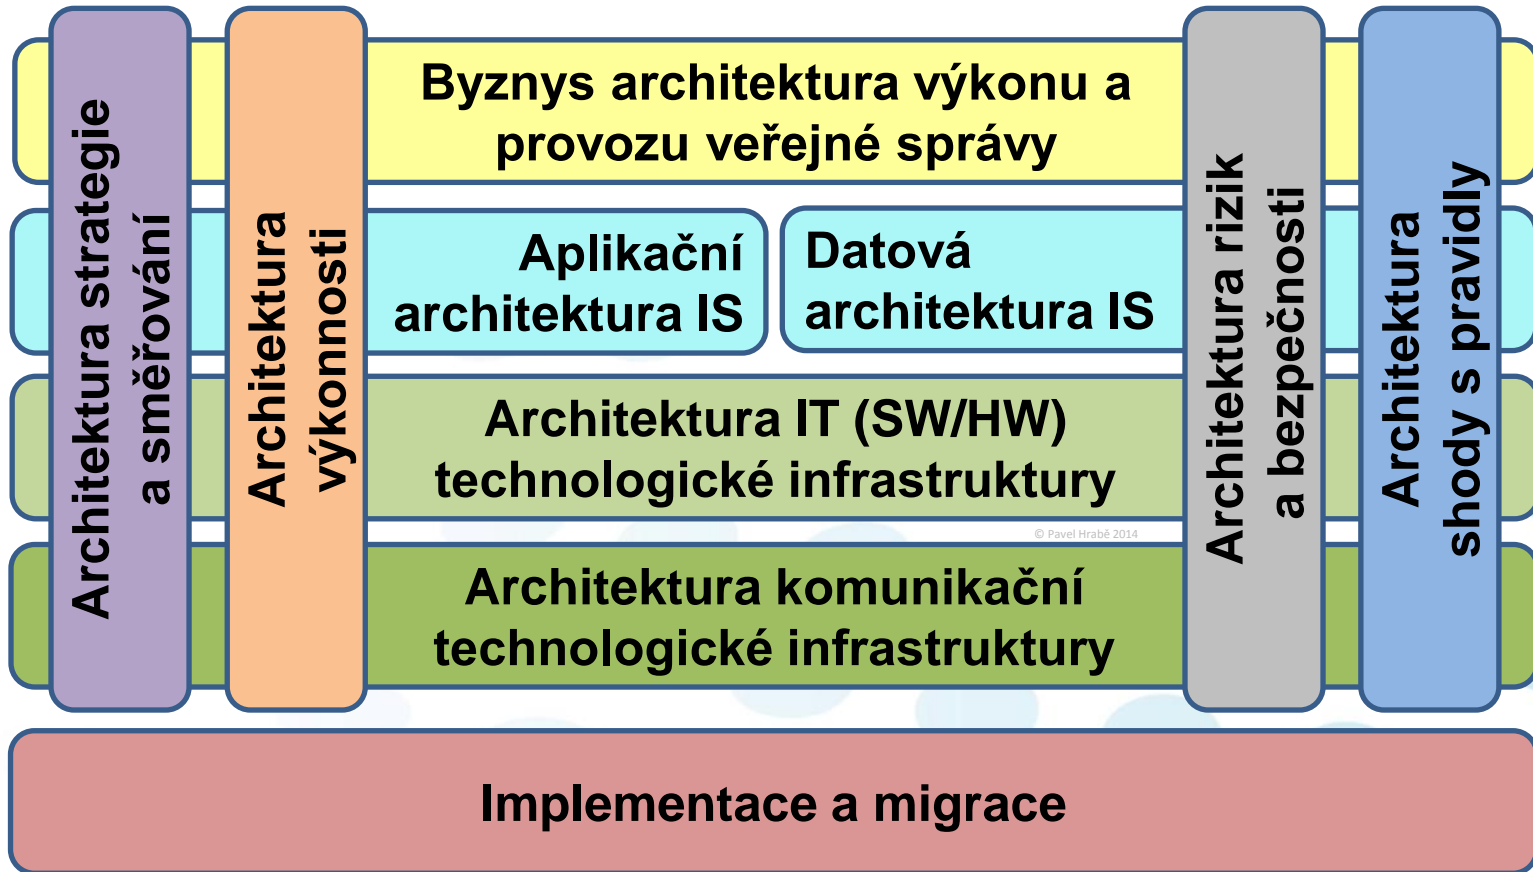 Architektura strategie
a směřování
Architektura
výkonnosti
Byznys architektura výkonu a
provozu veřejné správy
Aplikační
architektura IS
Datová
architektura IS
Architektura IT (SW/HW)
technologické infrastruktury
© Pavel Hrabě 2014
Architektura komunikační
technologické infrastruktury
Architektura rizik
a bezpečnosti
Architektura
shody s pravidly
Implementace a migrace